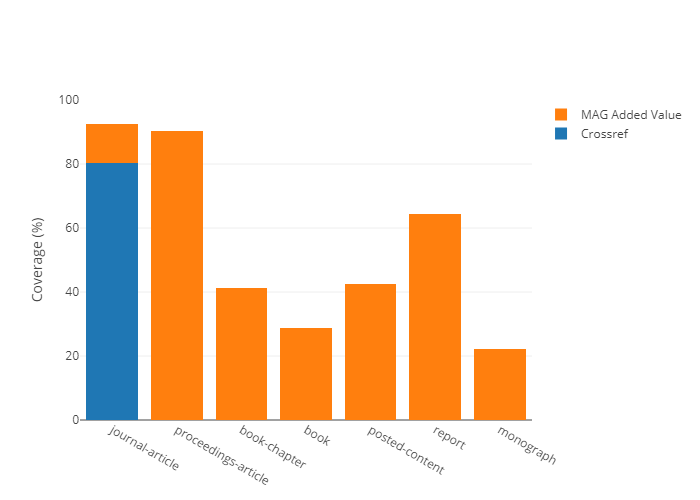 100
80
60
40
20
0
Coverage (%)
journal-article
proceedings-article
book-chapter
book
posted-content
report
monograph
MAG Added Value
Crossref